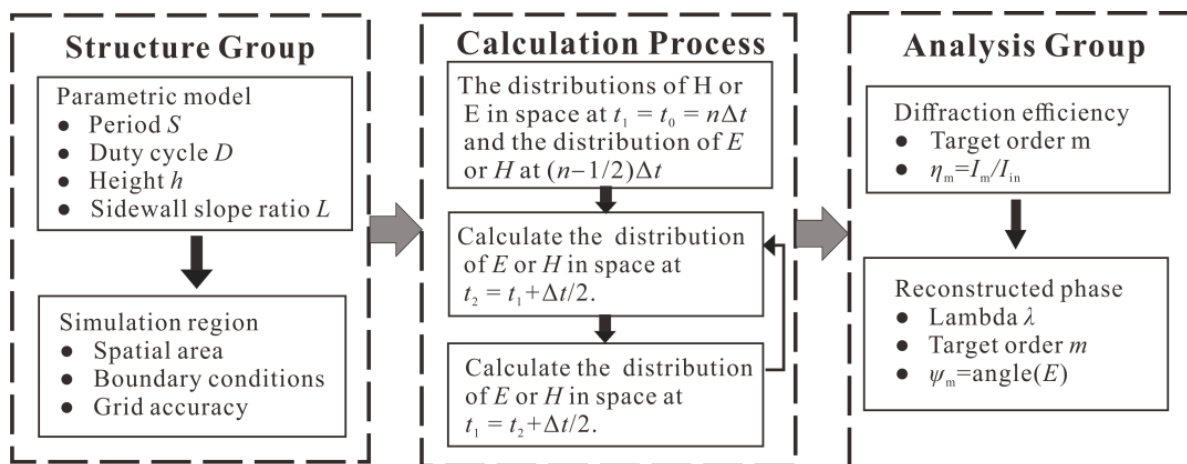 Structure Group
Parametric model
● Period S
● Duty cycle D
● Height h
● Sidewall slope ratio L
Simulation region
● Spatial area
● Boundary conditions
● Grid accuracy
Calculation Process
The distributions of H or
E in space at t₁ = t₀ = nΔt
and the distribution of E
or H at (n−1/2)Δt
Calculate the distribution
of E or H in space at
t₂ = t₁+Δt/2.
Calculate the distribution
of E or H in space at
t₁ = t₂+Δt/2.
Analysis Group
Diffraction efficiency
● Target order m
● ηₘ=Iₘ/Iᵢₙ
Reconstructed phase
● Lambda λ
● Target order m
● ψₘ=angle(E)